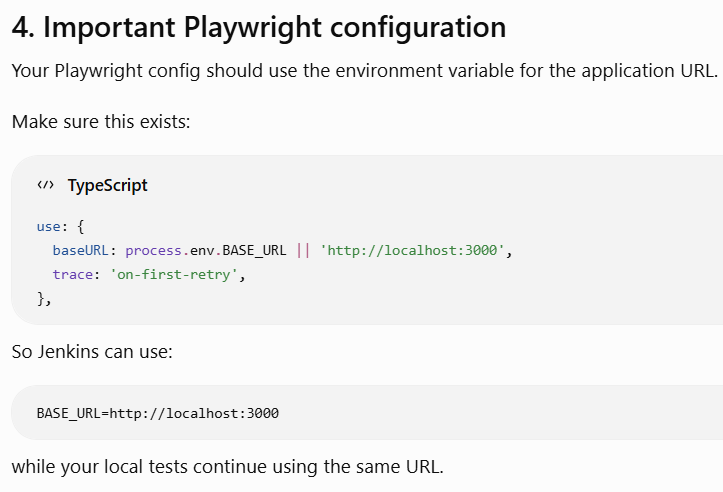 4. Important Playwright configuration
Your Playwright config should use the environment variable for the application URL.
Make sure this exists:
</> TypeScript
use: {
  baseURL: process.env.BASE_URL || 'http://localhost:3000',
  trace: 'on-first-retry',
},
So Jenkins can use:
BASE_URL=http://localhost:3000
while your local tests continue using the same URL.